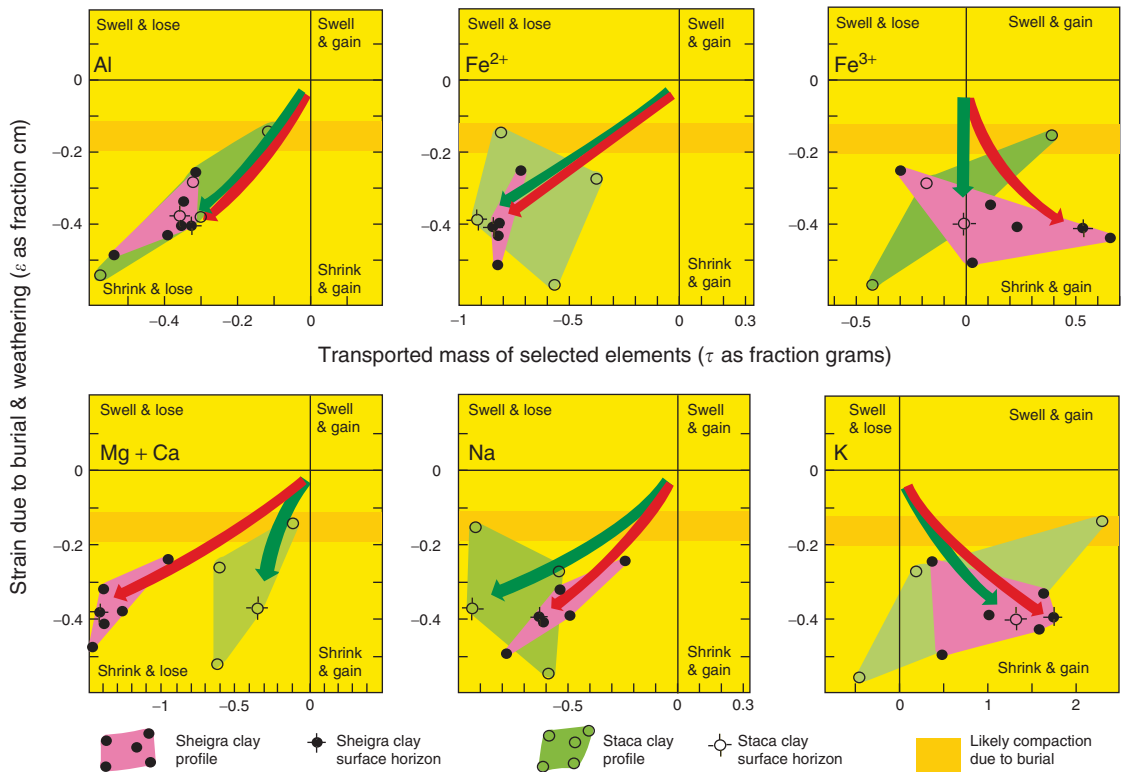 Swell & lose
Swell
& gain
Al
0
−0.2
−0.4
Shrink & lose
Shrink
& gain
−0.4
−0.2
0
Swell & lose
Swell
& gain
Fe2+
0
−0.2
−0.4
Shrink & lose
Shrink
& gain
−1
−0.5
0
0.3
Swell & lose
Swell & gain
Fe3+
0
−0.2
−0.4
Shrink & gain
−0.5
0
0.5
Strain due to burial & weathering (ε as fraction cm)
Transported mass of selected elements (τ as fraction grams)
Swell & lose
Swell
& gain
Mg + Ca
0
−0.2
−0.4
Shrink & lose
Shrink
& gain
−1
−0.5
0
Swell & lose
Swell
& gain
Na
0
−0.2
−0.4
Shrink
& gain
−0.5
0
0.3
Swell
& lose
Swell & gain
K
0
−0.2
−0.4
Shrink & gain
0
1
2
Sheigra clay
profile
Sheigra clay
surface horizon
Staca clay
profile
Staca clay
surface horizon
Likely compaction
due to burial